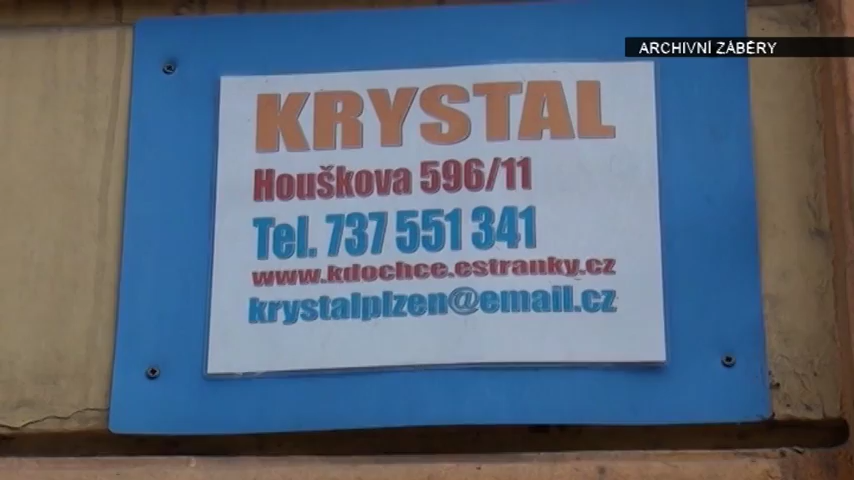 ARCHIVNÍ ZÁBĚRY
KRYSTAL
Houškova 596/11
Tel. 737 551 341
www.kdochce.estranky.cz
krystalplzen@email.cz